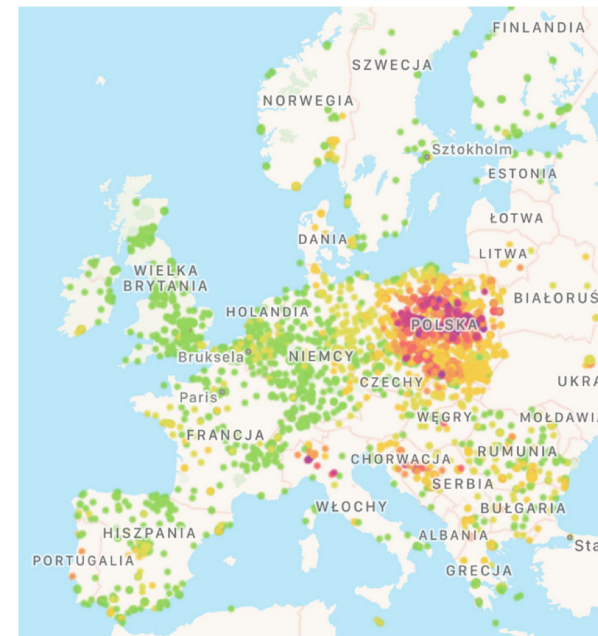 FINLANDIA
SZWECJA
NORWEGIA
Sztokholm
ESTONIA
ŁOTWA
DANIA
LITWA
WIELKA
BRYTANIA
BIAŁORUŚ
HOLANDIA
POLSKA
Bruksela
NIEMCY
CZECHY
UKRA
Paris
WĘGRY
MOŁDAWI
FRANCJA
CHORWACJA
RUMUNIA
SERBIA
WŁOCHY
BUŁGARIA
HISZPANIA
ALBANIA
Sta
PORTUGALIA
GRECJA